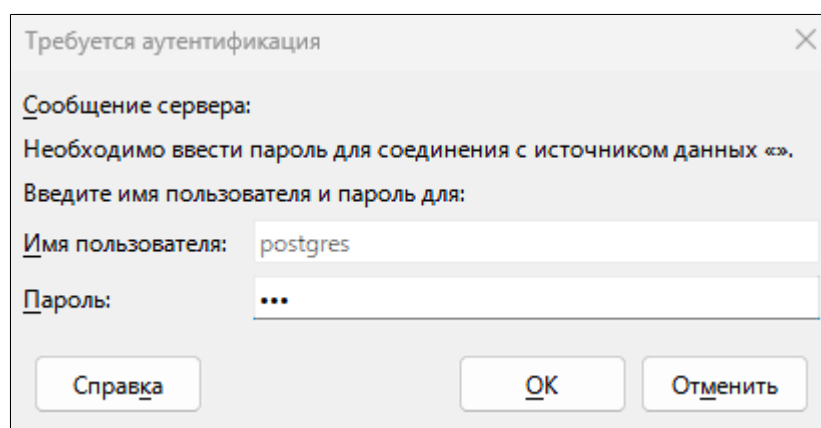 Требуется аутентификация
Сообщение сервера:
Необходимо ввести пароль для соединения с источником данных «».
Введите имя пользователя и пароль для:
Имя пользователя: postgres
Пароль: •••
Справка OK Отменить